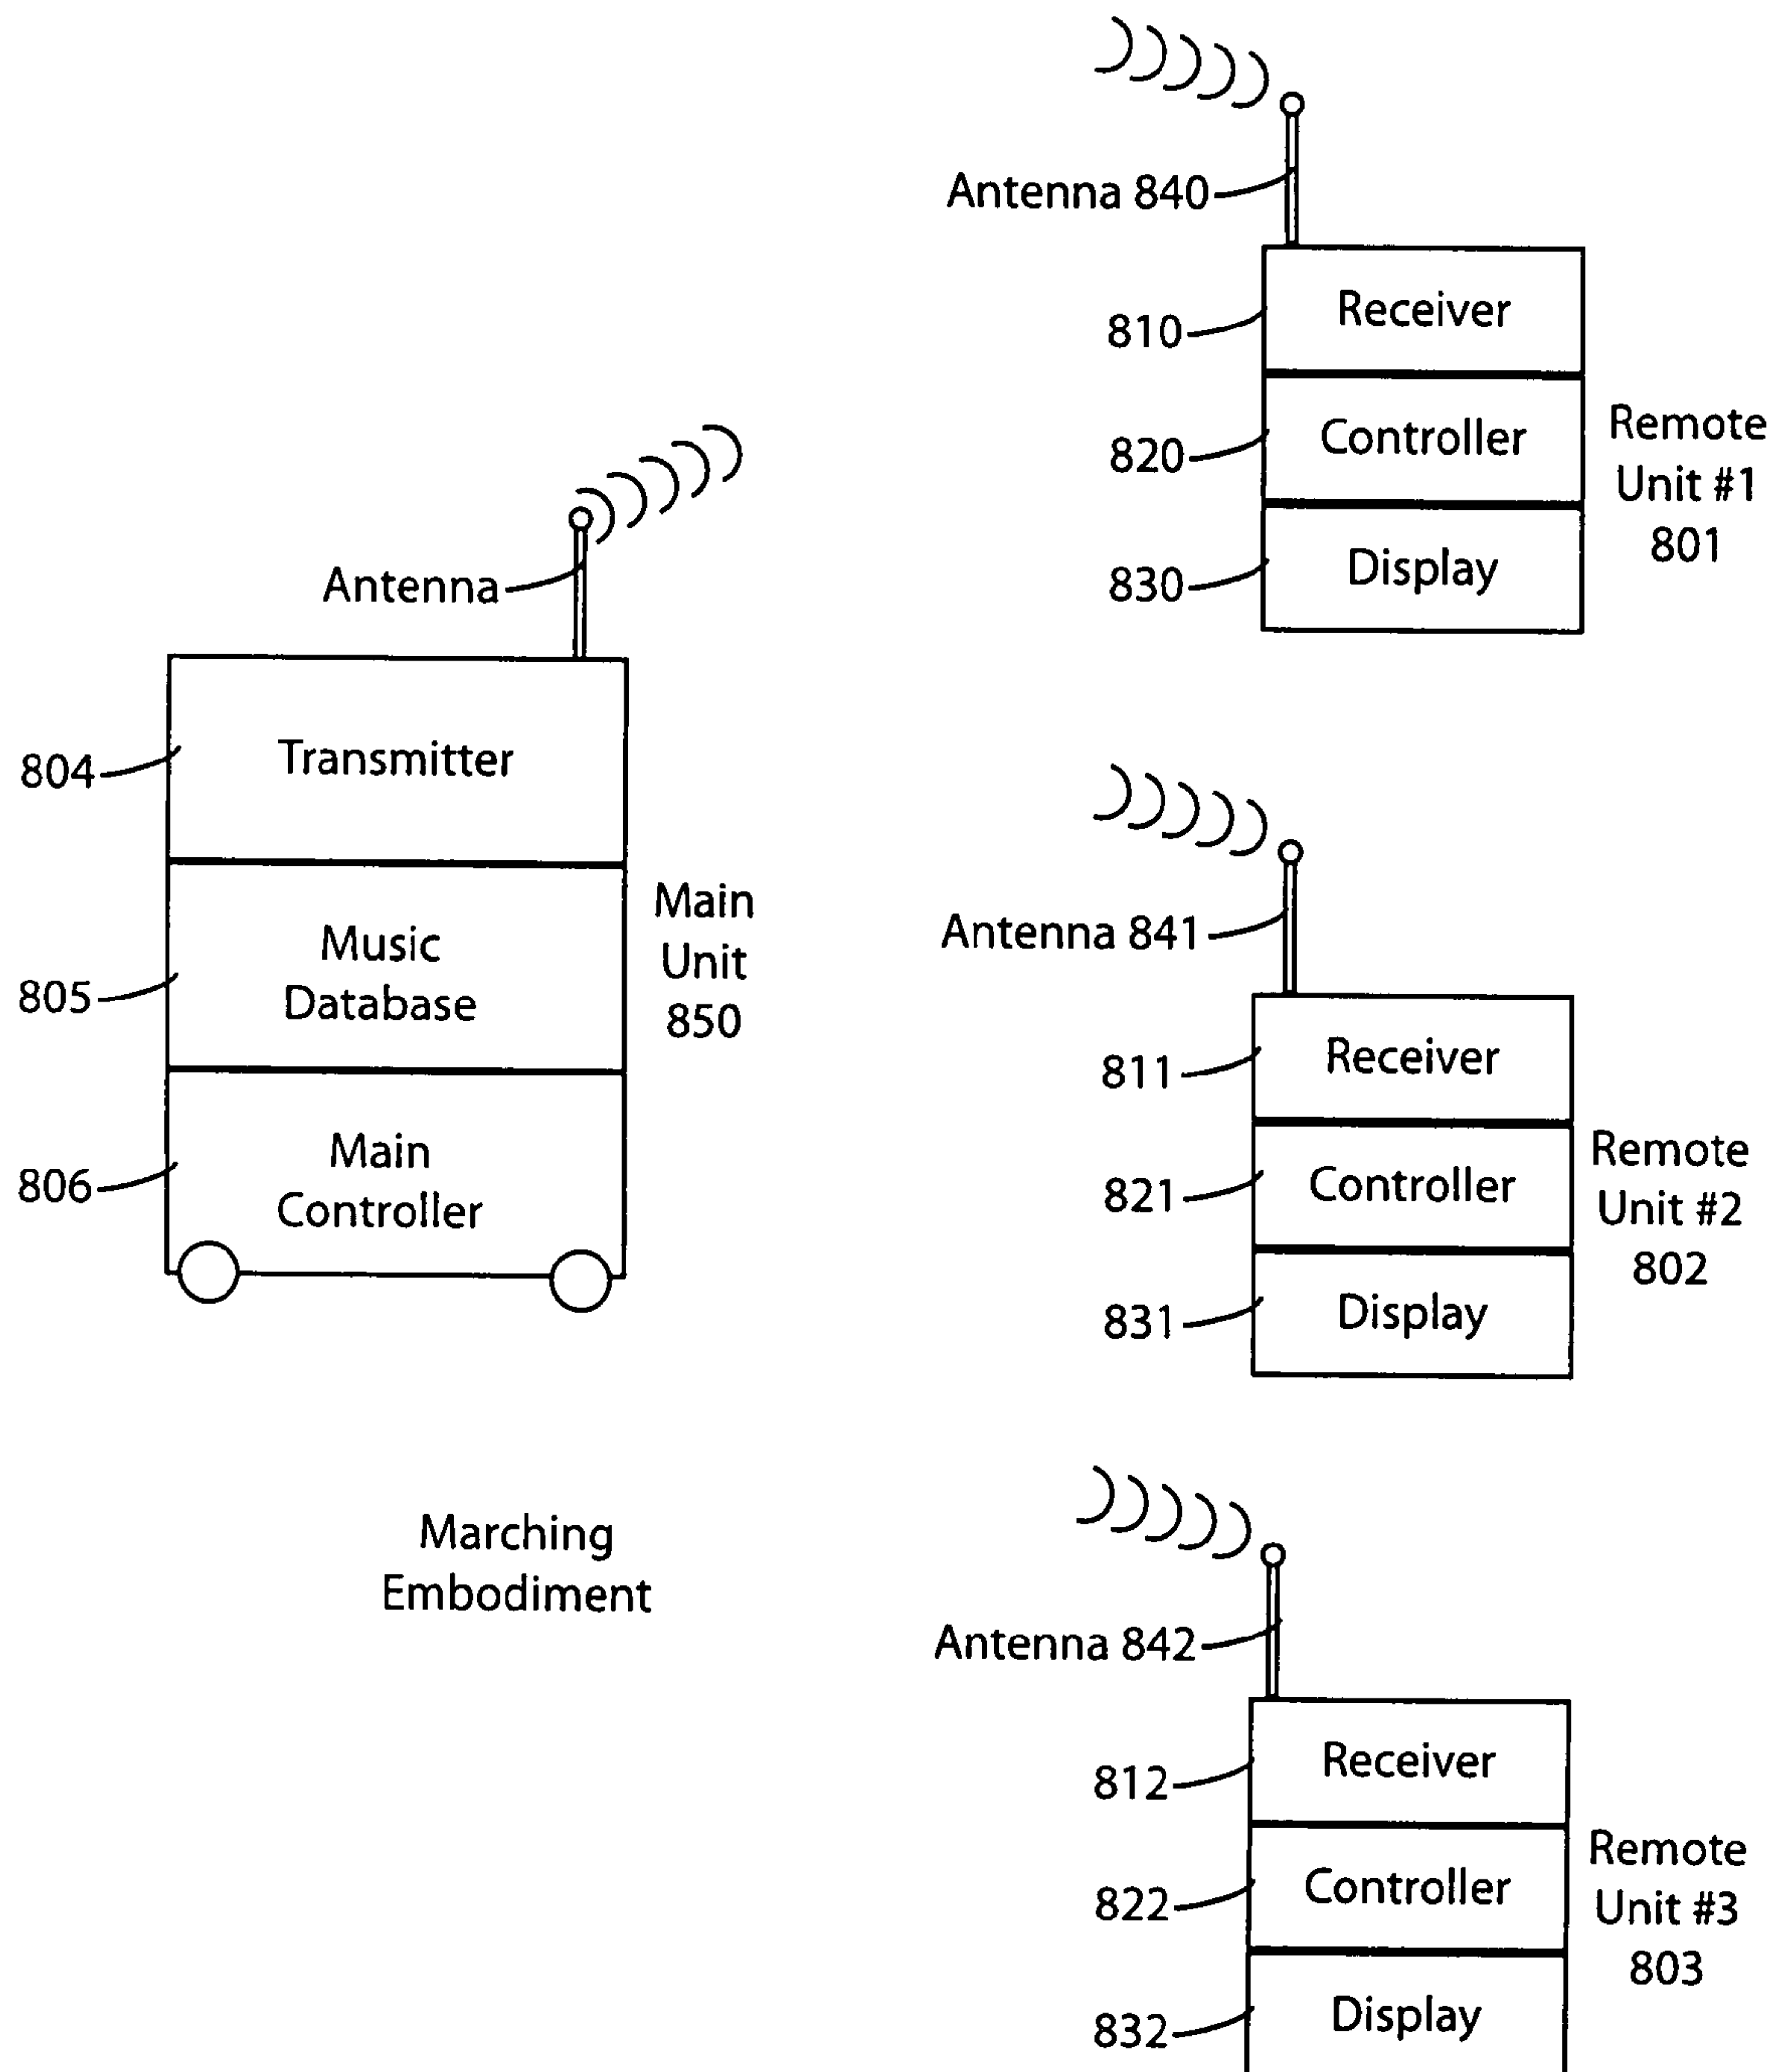 Antenna
804
Transmitter
805
Music
Database
806
Main
Controller
Main
Unit
850
Marching
Embodiment
Antenna 840
810
Receiver
820
Controller
830
Display
Remote
Unit #1
801
Antenna 841
811
Receiver
821
Controller
831
Display
Remote
Unit #2
802
Antenna 842
812
Receiver
822
Controller
832
Display
Remote
Unit #3
803